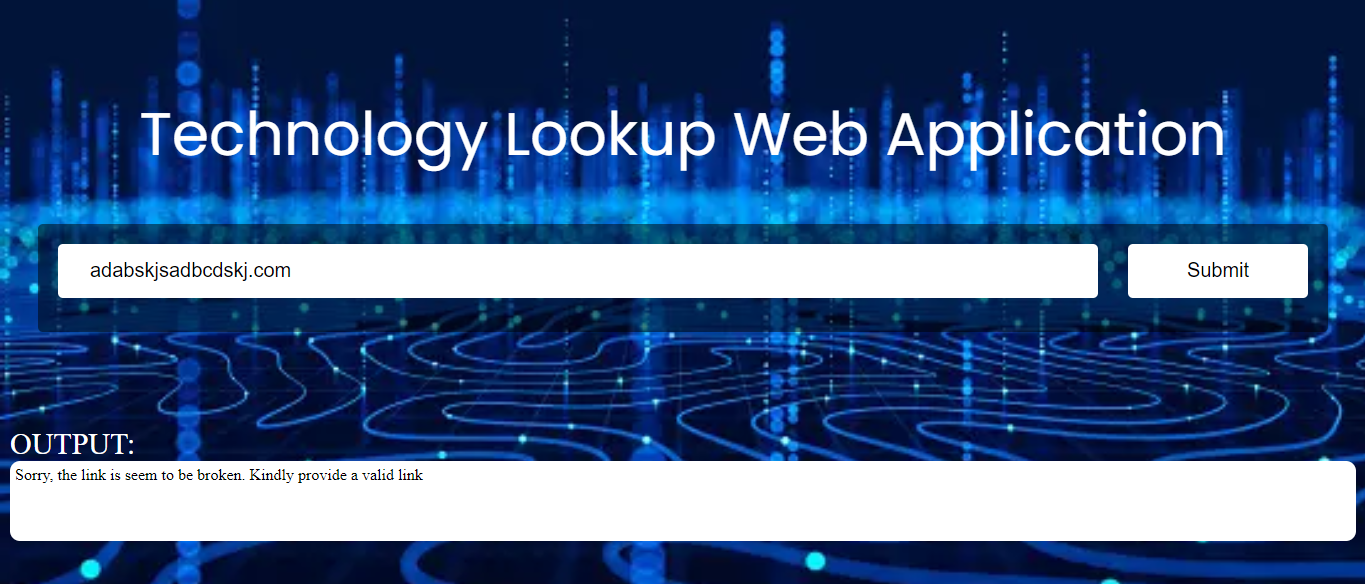 Technology Lookup Web Application
adabskjsadbcdskj.com
Submit
OUTPUT:
Sorry, the link is seem to be broken. Kindly provide a valid link